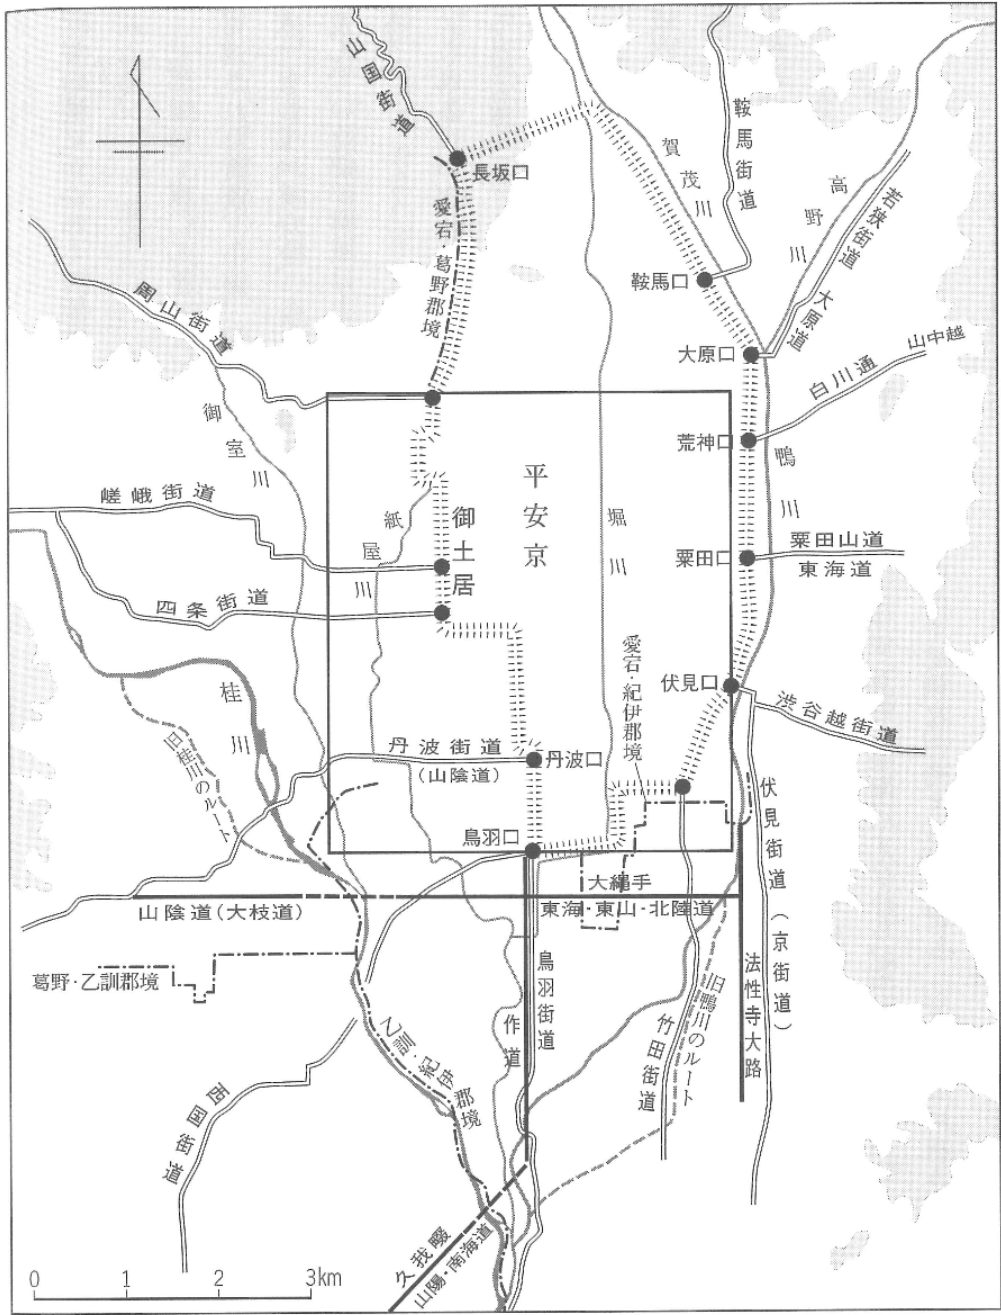 山国街道
長坂口
愛宕・葛野郡境
賀茂川
鞍馬街道
高野川
若狭街道
鞍馬口
大原口
大原道
山中越
白川通
周山街道
御室川
荒神口
鴨川
平安京
嵯峨街道
紙屋川
御土居
堀川
粟田口
粟田山道
東海道
四条街道
愛宕・紀伊郡境
伏見口
渋谷越街道
桂川
旧桂川のルート
丹波街道
(山陰道)
丹波口
鳥羽口
伏見街道(京街道)
大縄手
山陰道(大枝道)
東海・東山・北陸道
葛野・乙訓郡境
鳥羽街道
作道
法性寺大路
旧鴨川のルート
竹田街道
乙訓・紀伊郡境
西国街道
久我畷
山陽・南海道
0 1 2 3km